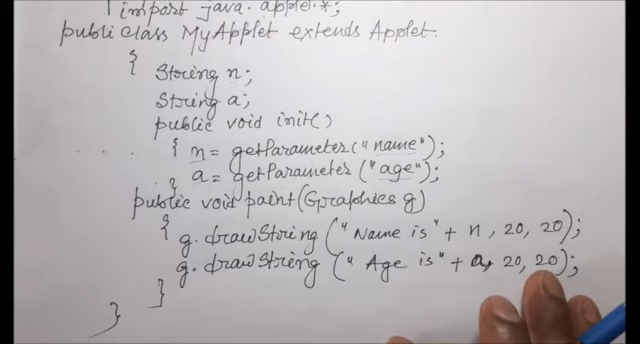 import java.applet.*;
public class MyApplet extends Applet
{ String n;
String a;
public void init()
{ n = getParameter("name");
a = getParameter("age");
}
public void paint(Graphics g)
{ g.drawString("Name is" + n, 20, 20);
g.drawString("Age is" + a, 20, 20);
}
}